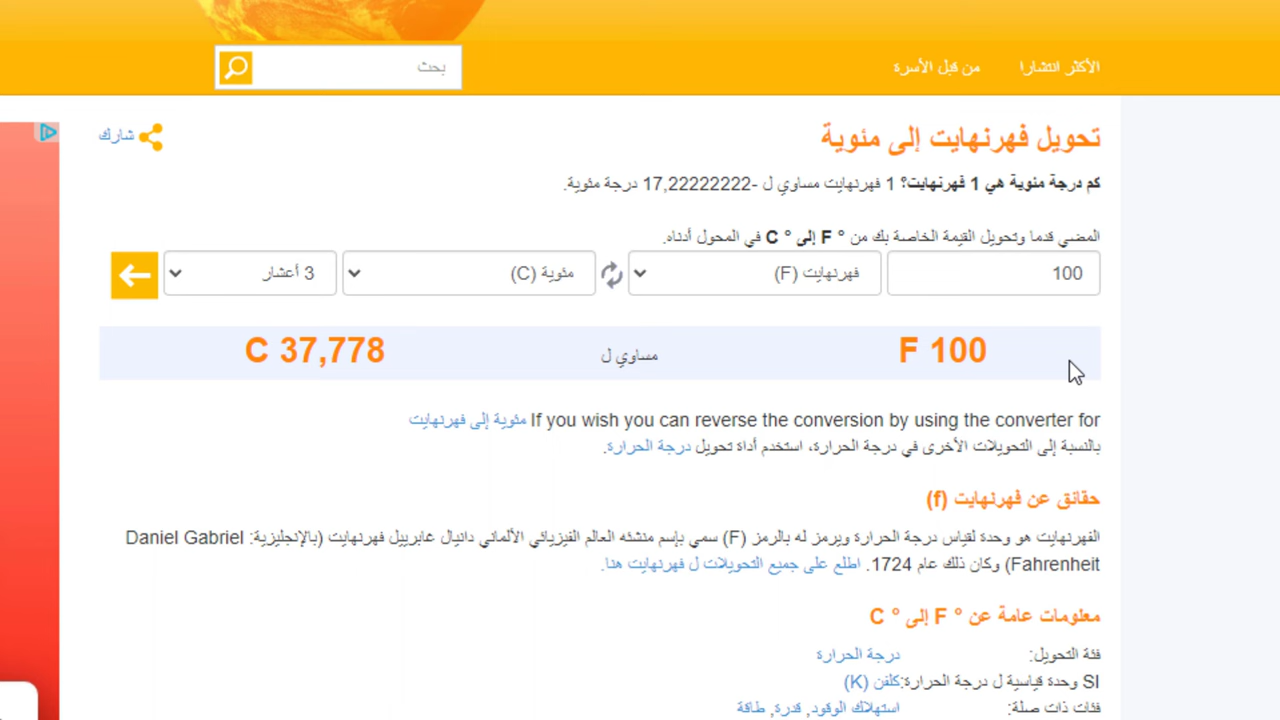 الأكثر انتشارا
من قبل الأسرة
بحث
تحويل فهرنهايت إلى مئوية
شارك
كم درجة مئوية هي 1 فهرنهايت؟ 1 فهرنهايت مساوي ل -17,22222222 درجة مئوية.
المضي قدما وتحويل القيمة الخاصة بك من ° F إلى ° C في المحول أدناه.
100
فهرنهايت (F)
مئوية (C)
3 أعشار
F 100
مساوي ل
C 37,778
If you wish you can reverse the conversion by using the converter for مئوية إلى فهرنهايت
بالنسبة إلى التحويلات الأخرى في درجة الحرارة، استخدم أداة تحويل درجة الحرارة.
حقائق عن فهرنهايت (f)
الفهرنهايت هو وحدة لقياس درجة الحرارة ويرمز له بالرمز (F) سمي بإسم منشئه العالم الفيزيائي الألماني دانيال غابرييل فهرنهايت (بالإنجليزية: Daniel Gabriel
Fahrenheit) وكان ذلك عام 1724. اطلع على جميع التحويلات ل فهرنهايت هنا.
معلومات عامة عن ° F إلى ° C
فئة التحويل: درجة الحرارة
SI وحدة قياسية ل درجة الحرارة: كلفن (K)
فئات ذات صلة: استهلاك الوقود, قدرة, طاقة